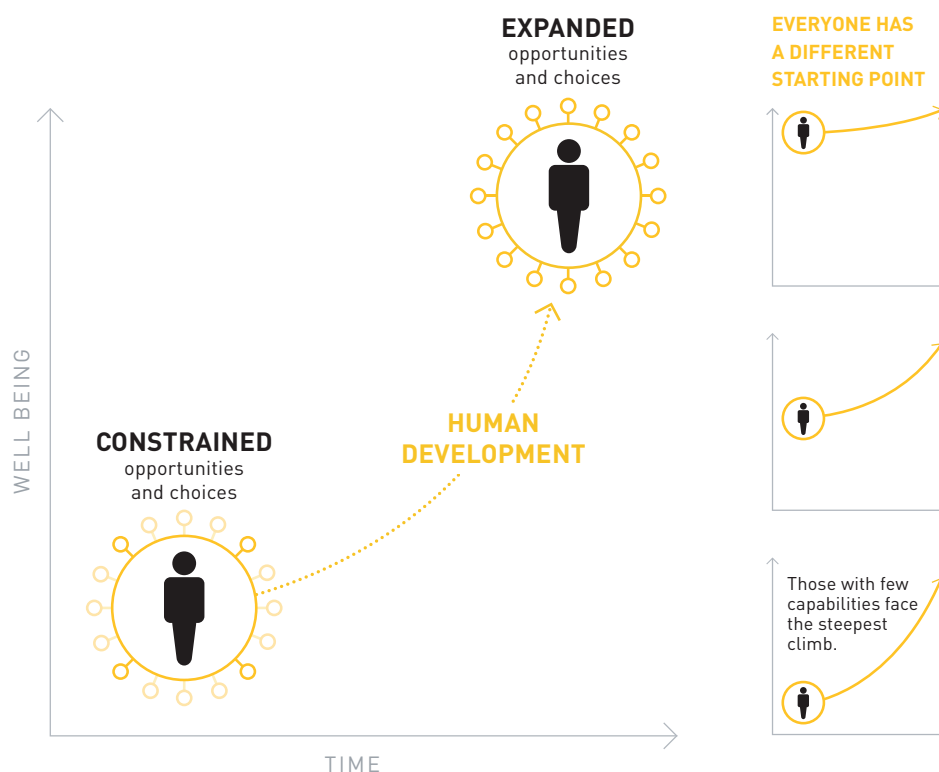 EXPANDED
opportunities
and choices
WELL BEING
CONSTRAINED
opportunities
and choices
HUMAN
DEVELOPMENT
TIME
EVERYONE HAS
A DIFFERENT
STARTING POINT
Those with few
capabilities face
the steepest
climb.